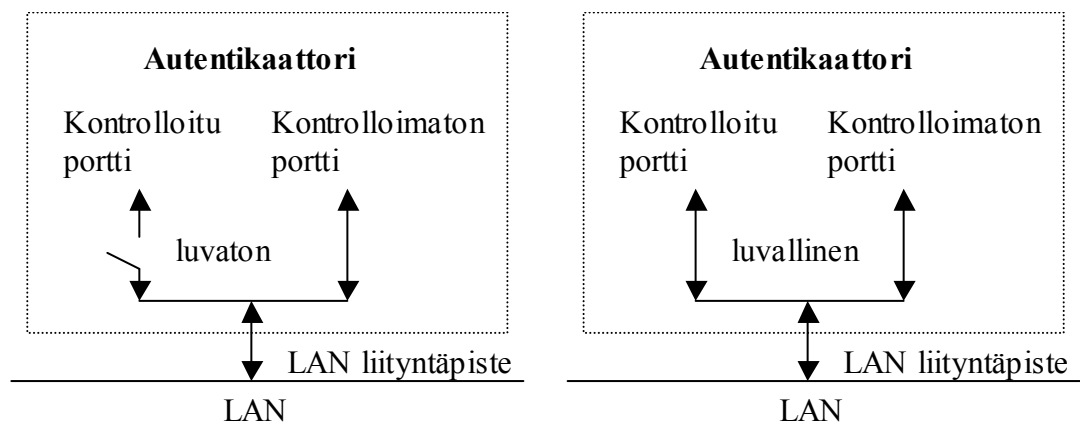 Autentikaattori
Kontrolloitu
portti
Kontrolloimaton
portti
luvaton
LAN liityntäpiste
LAN
Autentikaattori
Kontrolloitu
portti
Kontrolloimaton
portti
luvallinen
LAN liityntäpiste
LAN